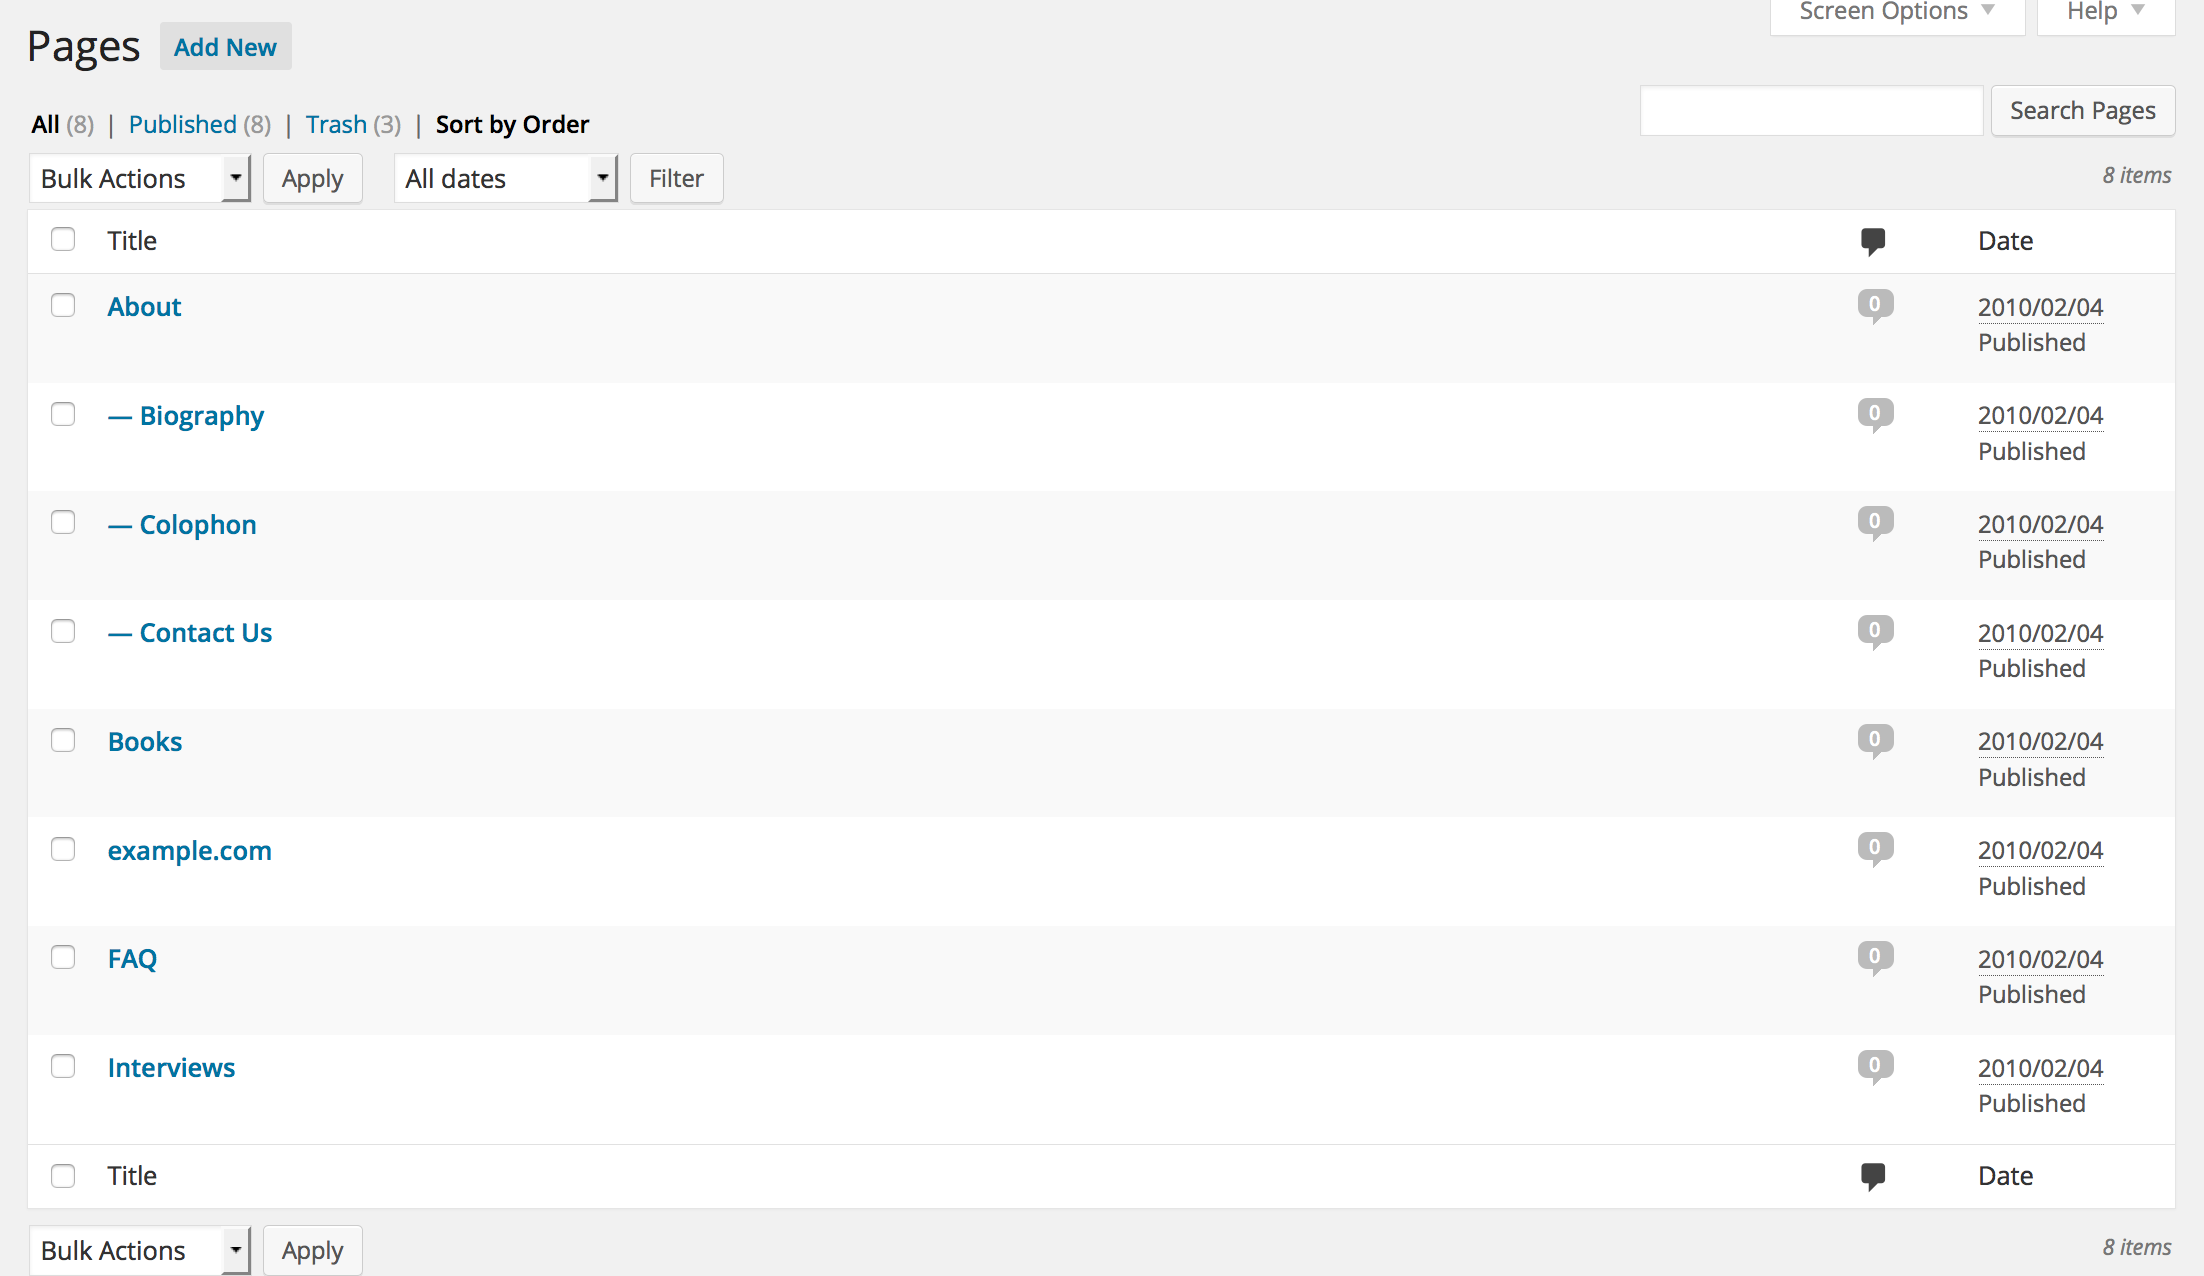 Screen Options Help
Pages Add New
Search Pages
All (8) | Published (8) | Trash (3) | Sort by Order
Bulk Actions Apply All dates Filter 8 items
Title Date
About 0 2010/02/04
Published
— Biography 0 2010/02/04
Published
— Colophon 0 2010/02/04
Published
— Contact Us 0 2010/02/04
Published
Books 0 2010/02/04
Published
example.com 0 2010/02/04
Published
FAQ 0 2010/02/04
Published
Interviews 0 2010/02/04
Published
Title Date
Bulk Actions Apply 8 items